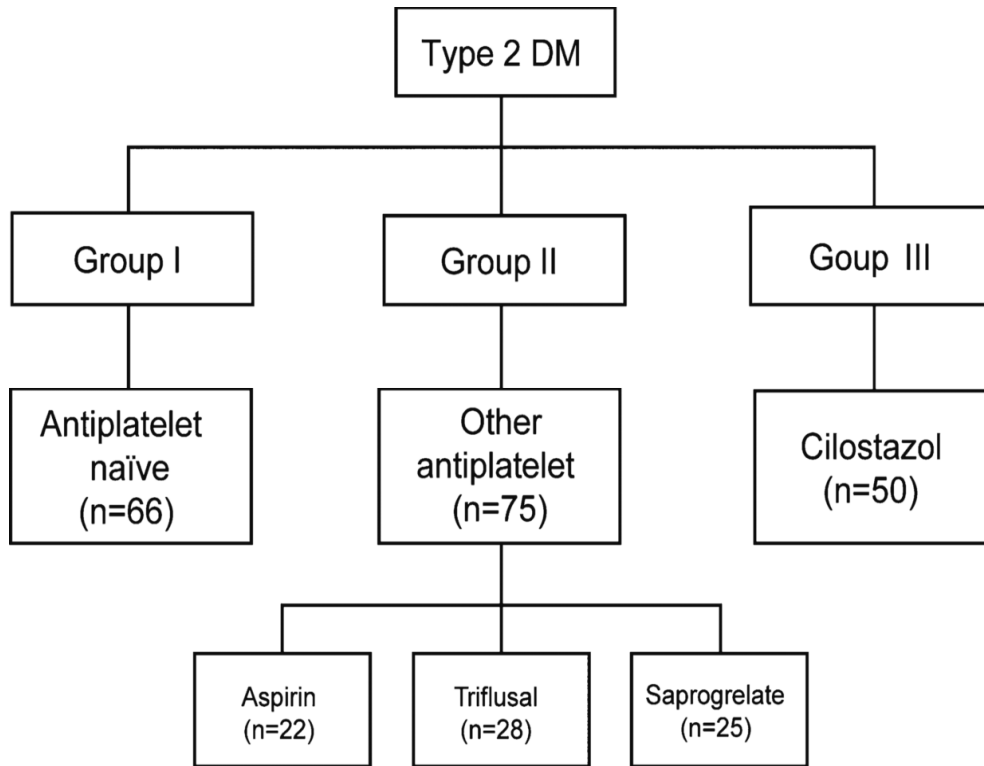 Type 2 DM
Group I
Group II
Goup III
Antiplatelet
naïve
(n=66)
Other
antiplatelet
(n=75)
Cilostazol
(n=50)
Aspirin
(n=22)
Triflusal
(n=28)
Saprogrelate
(n=25)